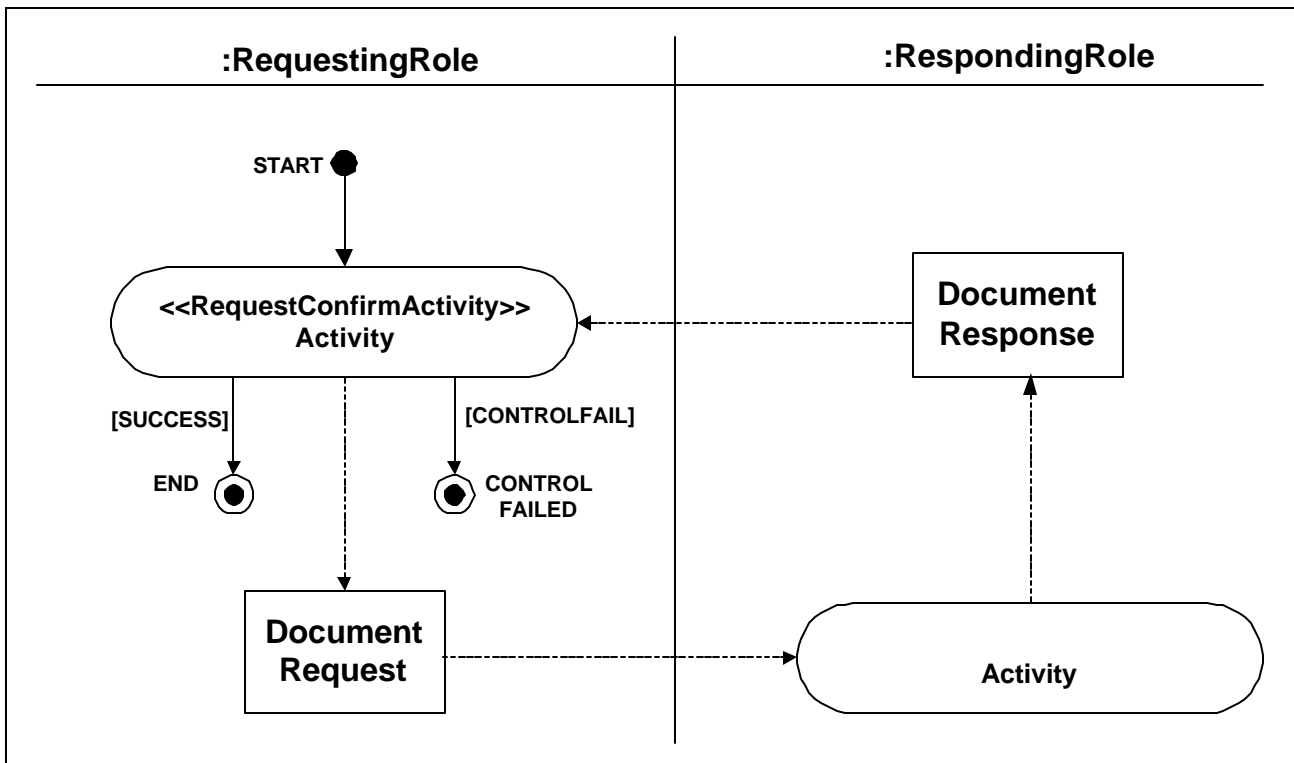 :RequestingRole
:RespondingRole
START
<<RequestConfirmActivity>>
Activity
Document
Response
[SUCCESS]
[CONTROLFAIL]
END
CONTROL
FAILED
Document
Request
Activity